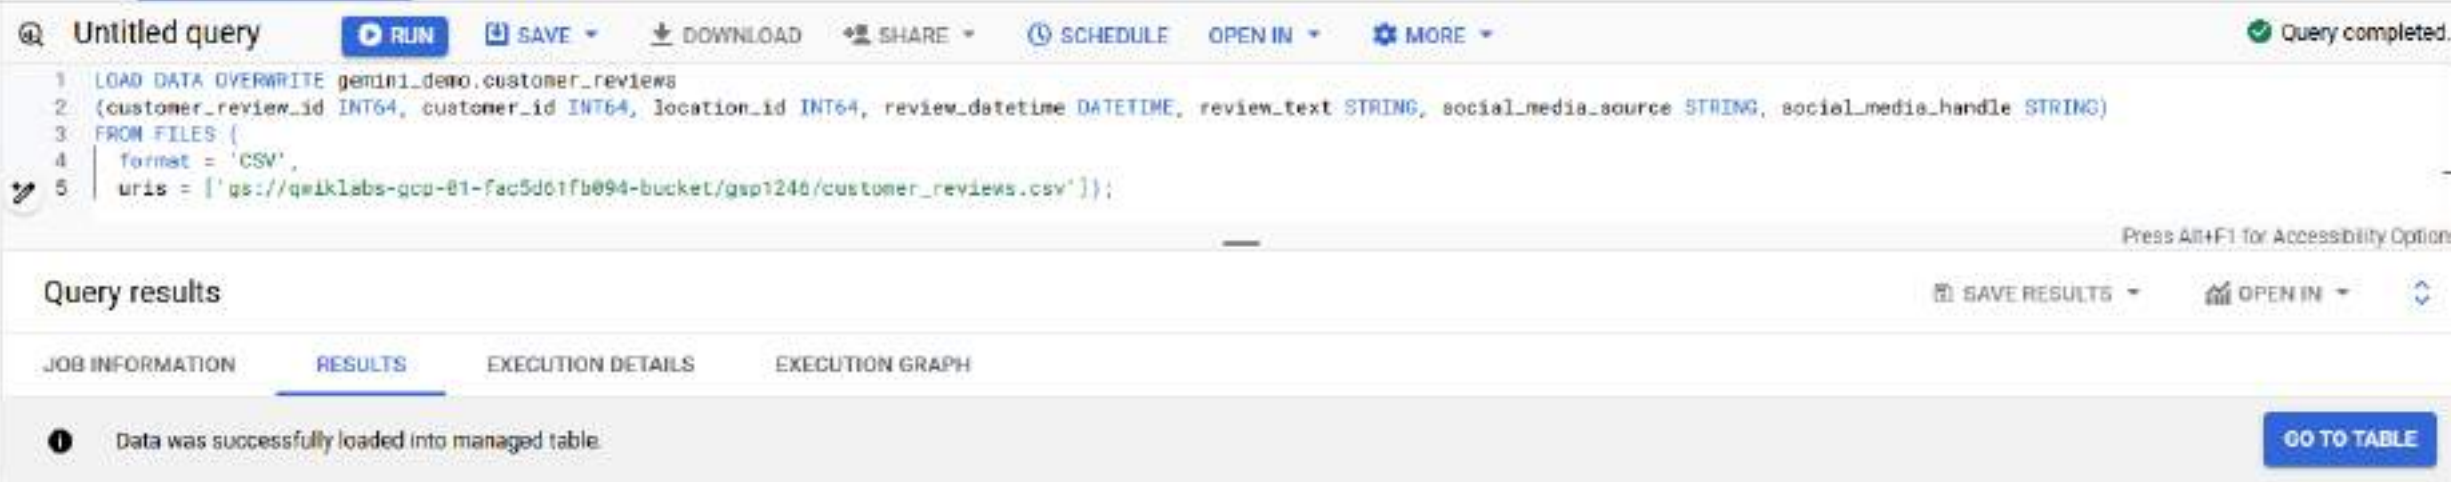 Untitled query RUN SAVE DOWNLOAD SHARE SCHEDULE OPEN IN MORE Query completed.
1 LOAD DATA OVERWRITE gemini_demo.customer_reviews
2 (customer_review_id INT64, customer_id INT64, location_id INT64, review_datetime DATETIME, review_text STRING, social_media_source STRING, social_media_handle STRING)
3 FROM FILES (
4 format = 'CSV',
5 uris = ['gs://qwiklabs-gcp-01-fac5d61fb094-bucket/gsp1246/customer_reviews.csv']);
Press Alt+F1 for Accessibility Option
Query results SAVE RESULTS OPEN IN
JOB INFORMATION RESULTS EXECUTION DETAILS EXECUTION GRAPH
Data was successfully loaded into managed table. GO TO TABLE